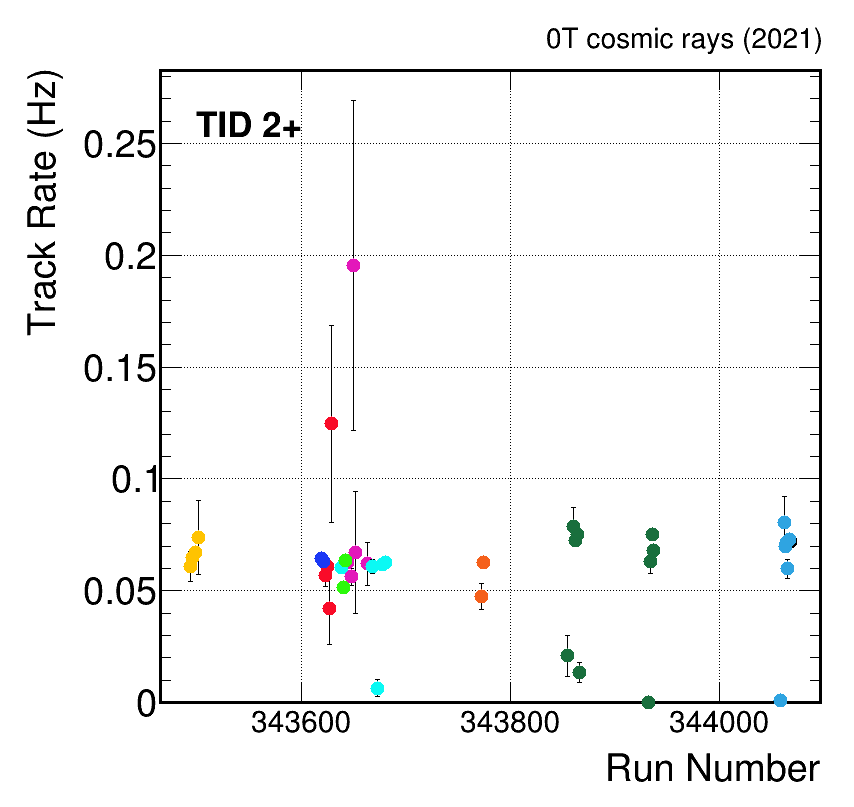 0T cosmic rays (2021)
TID 2+
Track Rate (Hz)
0.25
0.2
0.15
0.1
0.05
0
343600 343800 344000
Run Number